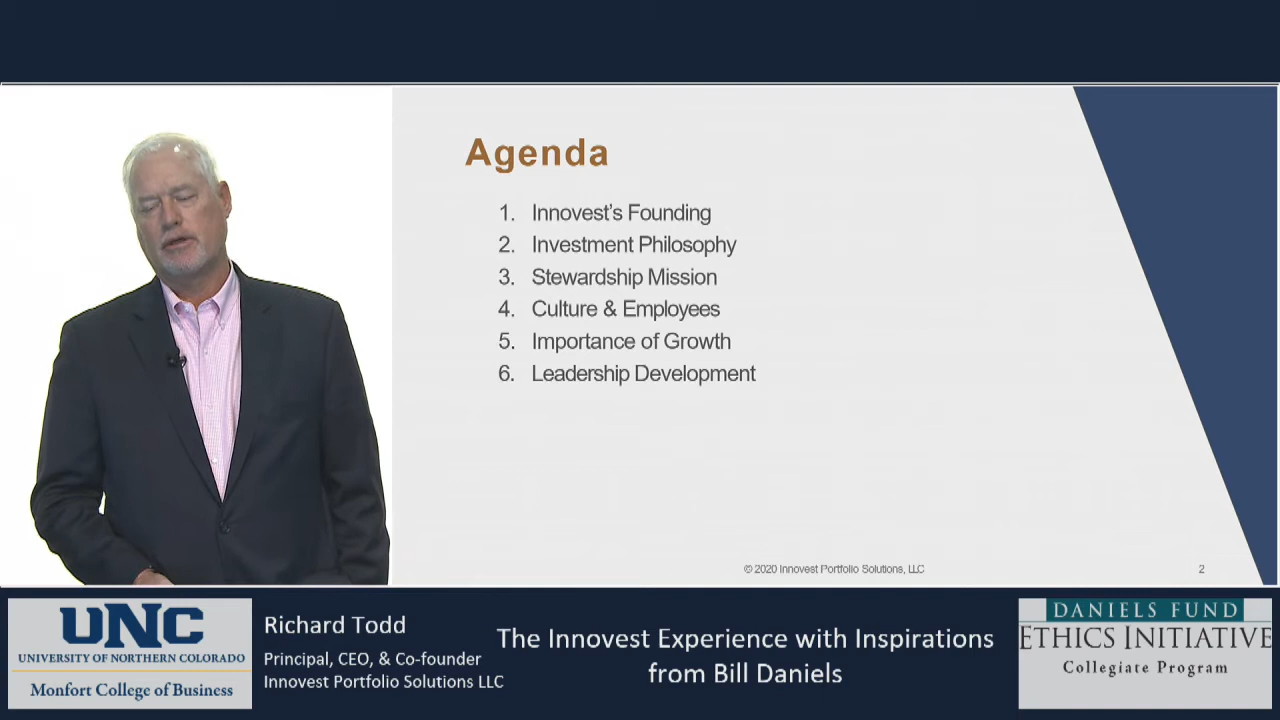 Agenda
1. Innovest's Founding
2. Investment Philosophy
3. Stewardship Mission
4. Culture & Employees
5. Importance of Growth
6. Leadership Development
© 2020 Innovest Portfolio Solutions, LLC
2
UNC
UNIVERSITY OF NORTHERN COLORADO
Monfort College of Business
Richard Todd
Principal, CEO, & Co-founder
Innovest Portfolio Solutions LLC
The Innovest Experience with Inspirations
from Bill Daniels
DANIELS FUND
ETHICS INITIATIVE
Collegiate Program